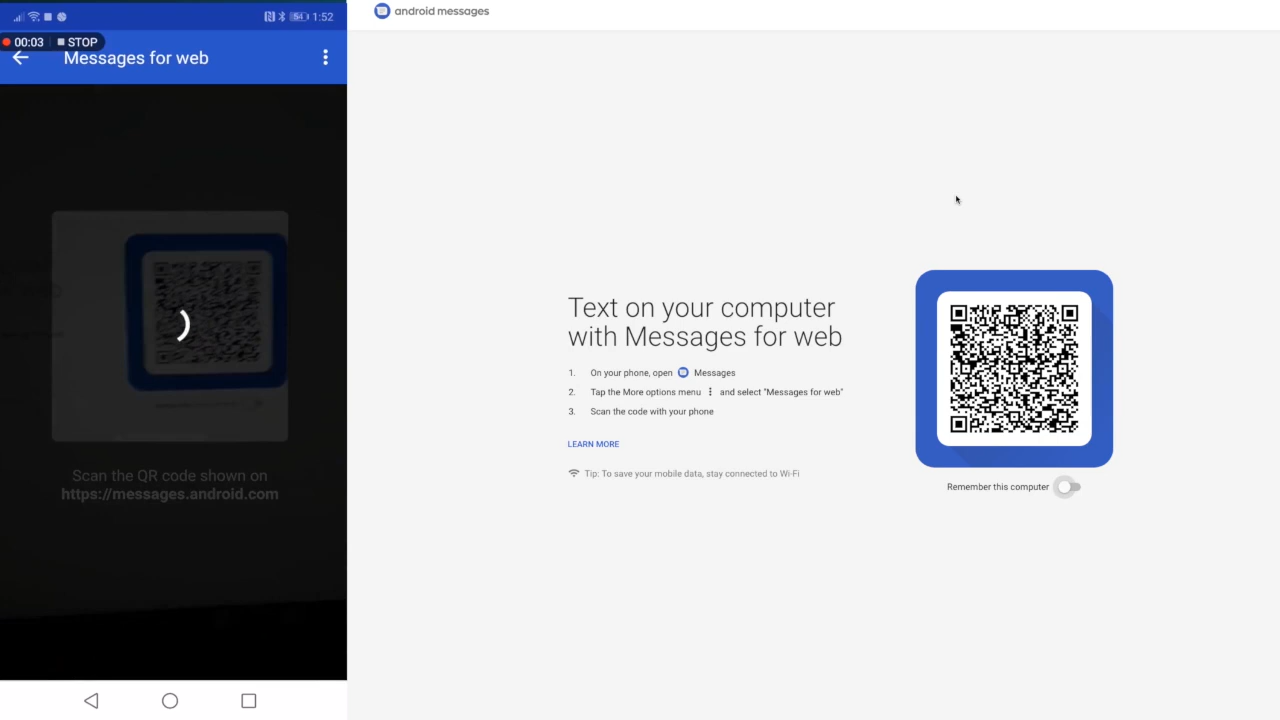 54 1:52
00:03 STOP
Messages for web
Scan the QR code shown on
https://messages.android.com
android messages
Text on your computer
with Messages for web
1. On your phone, open Messages
2. Tap the More options menu and select "Messages for web"
3. Scan the code with your phone
LEARN MORE
Tip: To save your mobile data, stay connected to Wi-Fi
Remember this computer